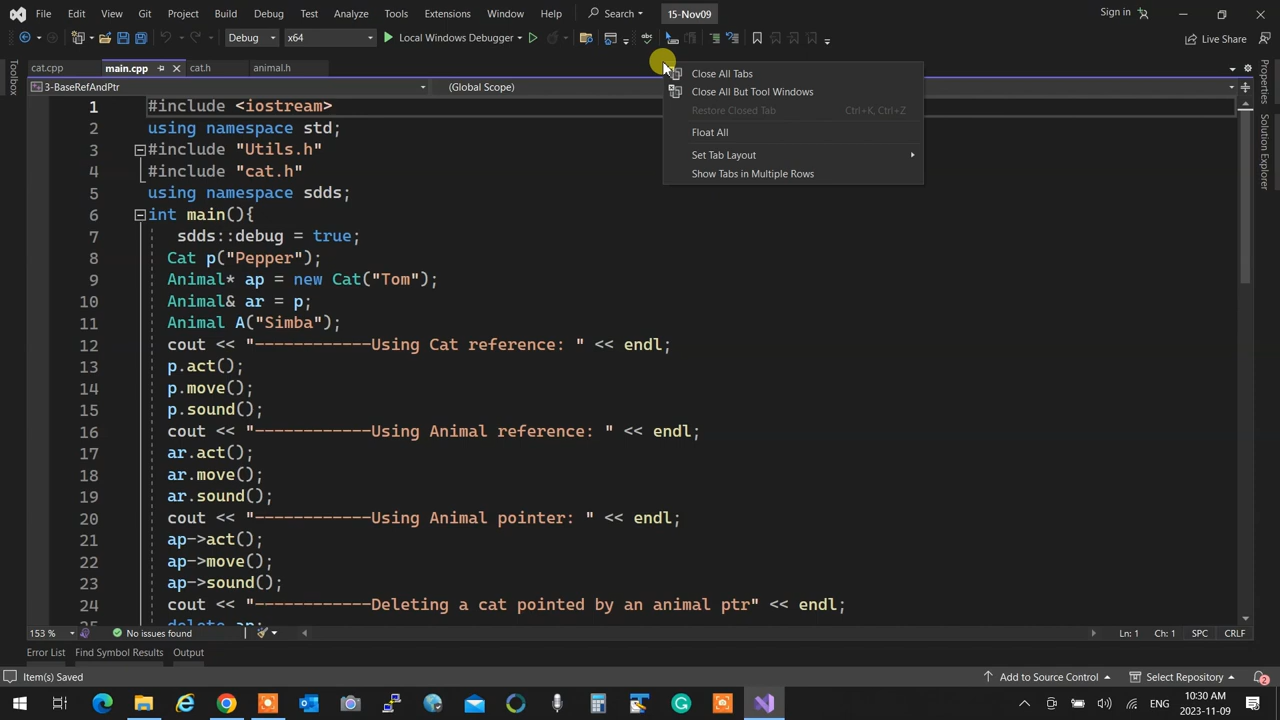 File Edit View Git Project Build Debug Test Analyze Tools Extensions Window Help Search 15-Nov09 Sign in
Debug x64 Local Windows Debugger Live Share
Toolbox
cat.cpp main.cpp cat.h animal.h
3-BaseRefAndPtr (Global Scope)
Close All Tabs
Close All But Tool Windows
Restore Closed Tab Ctrl+K, Ctrl+Z
Float All
Set Tab Layout
Show Tabs in Multiple Rows
Properties
Solution Explorer
1 #include <iostream>
2 using namespace std;
3 #include "Utils.h"
4 #include "cat.h"
5 using namespace sdds;
6 int main(){
7 sdds::debug = true;
8 Cat p("Pepper");
9 Animal* ap = new Cat("Tom");
10 Animal& ar = p;
11 Animal A("Simba");
12 cout << "------------Using Cat reference: " << endl;
13 p.act();
14 p.move();
15 p.sound();
16 cout << "------------Using Animal reference: " << endl;
17 ar.act();
18 ar.move();
19 ar.sound();
20 cout << "------------Using Animal pointer: " << endl;
21 ap->act();
22 ap->move();
23 ap->sound();
24 cout << "------------Deleting a cat pointed by an animal ptr" << endl;
25 delete ap;
153 % No issues found Ln: 1 Ch: 1 SPC CRLF
Error List Find Symbol Results Output
Item(s) Saved Add to Source Control Select Repository 2
10:30 AM
ENG
2023-11-09